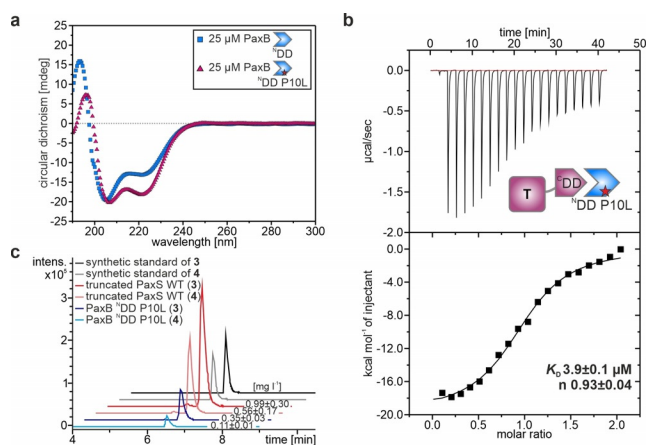 a
25 µM PaxB
NDD
25 µM PaxB
NDD P10L
circular dichroism [mdeg]
20
15
10
5
0
-5
-10
-15
-20
-25
200
220
240
260
280
300
wavelength [nm]
b
time [min]
0
10
20
30
40
50
µcal/sec
0.0
-0.5
-1.0
-1.5
-2.0
T
CDD
NDD P10L
kcal mol-1 of injectant
0.0
-4.0
-8.0
-12.0
-16.0
-20.0
KD 3.9±0.1 µM
n 0.93±0.04
0.0
0.5
1.0
1.5
2.0
molar ratio
c
intens.
x105
synthetic standard of 3
synthetic standard of 4
truncated PaxS WT (3)
truncated PaxS WT (4)
PaxB NDD P10L (3)
PaxB NDD P10L (4)
3
2
1
0
[mg l-1]
0.99±0.30
0.56±0.17
0.35±0.03
0.11±0.01
4
6
8
time [min]